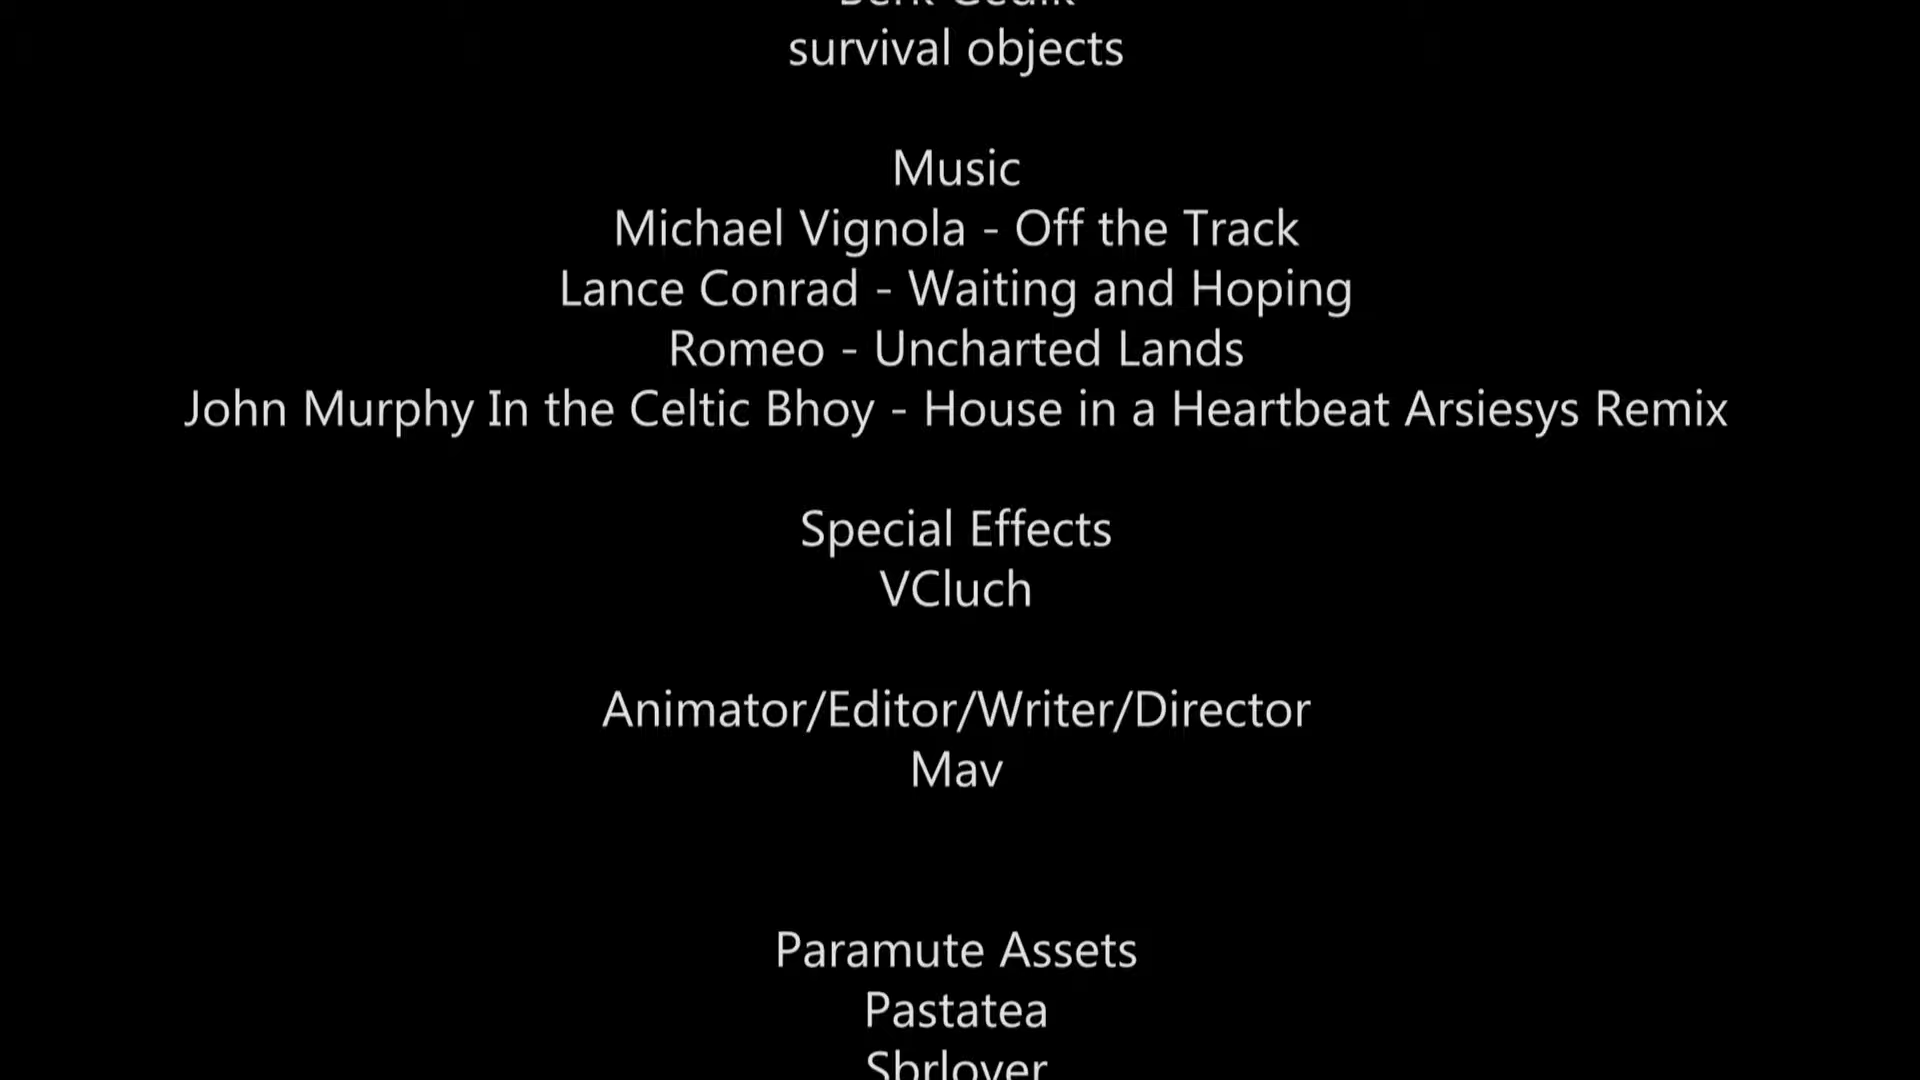 survival objects
Music
Michael Vignola - Off the Track
Lance Conrad - Waiting and Hoping
Romeo - Uncharted Lands
John Murphy In the Celtic Bhoy - House in a Heartbeat Arsiesys Remix
Special Effects
VCluch
Animator/Editor/Writer/Director
Mav
Paramute Assets
Pastatea
Sbrlover